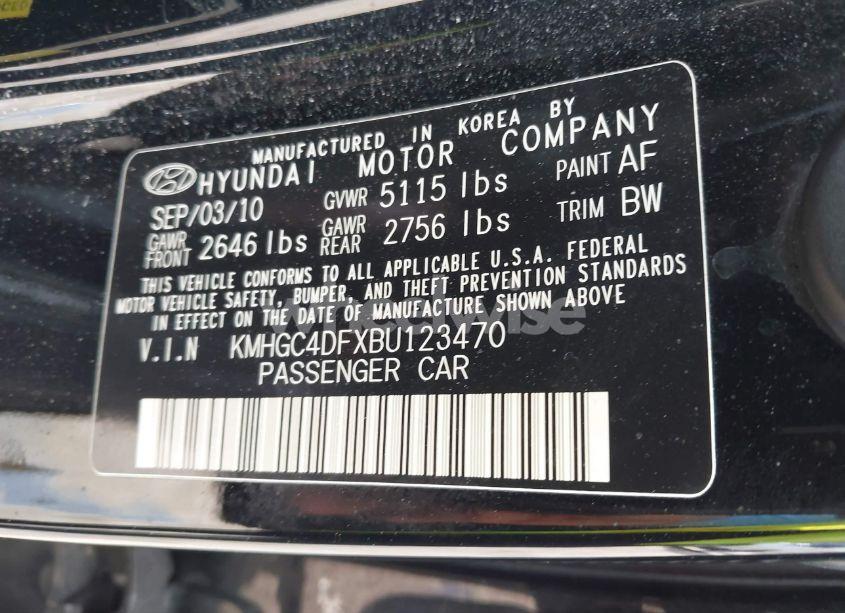 MANUFACTURED IN KOREA BY
HYUNDAI MOTOR COMPANY
SEP/03/10 GVWR 5115 lbs PAINT AF
GAWR FRONT 2646 lbs GAWR REAR 2756 lbs TRIM BW
THIS VEHICLE CONFORMS TO ALL APPLICABLE U.S.A. FEDERAL
MOTOR VEHICLE SAFETY, BUMPER, AND THEFT PREVENTION STANDARDS
IN EFFECT ON THE DATE OF MANUFACTURE SHOWN ABOVE
V.I.N KMHGC4DFXBU123470
PASSENGER CAR